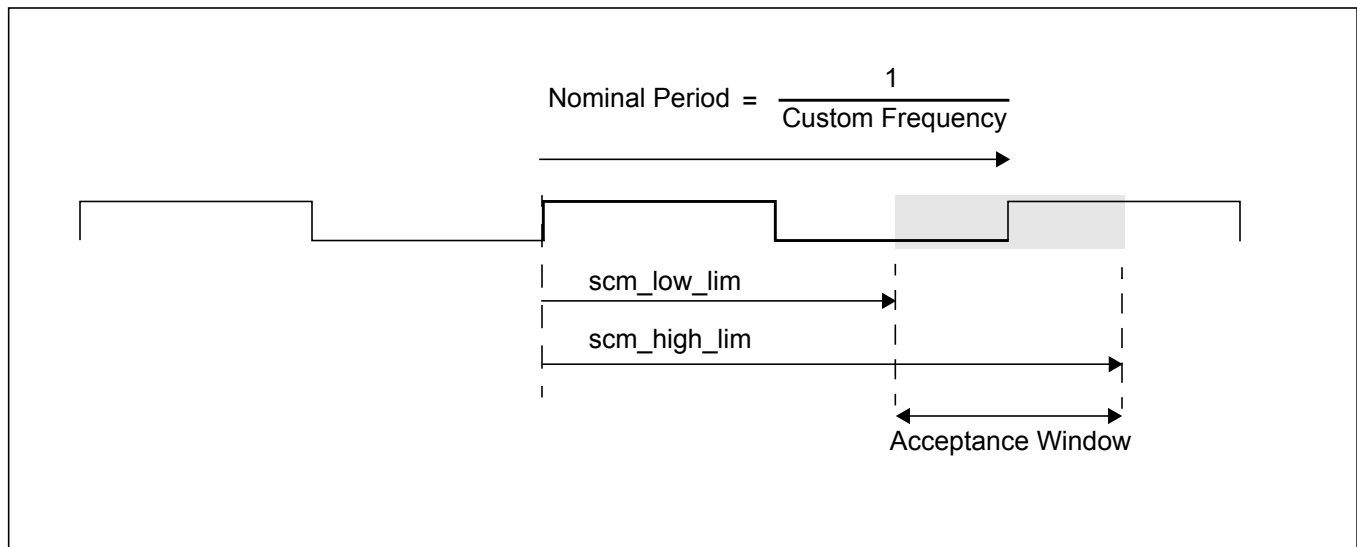 1
Nominal Period =
Custom Frequency
scm_low_lim
scm_high_lim
Acceptance Window